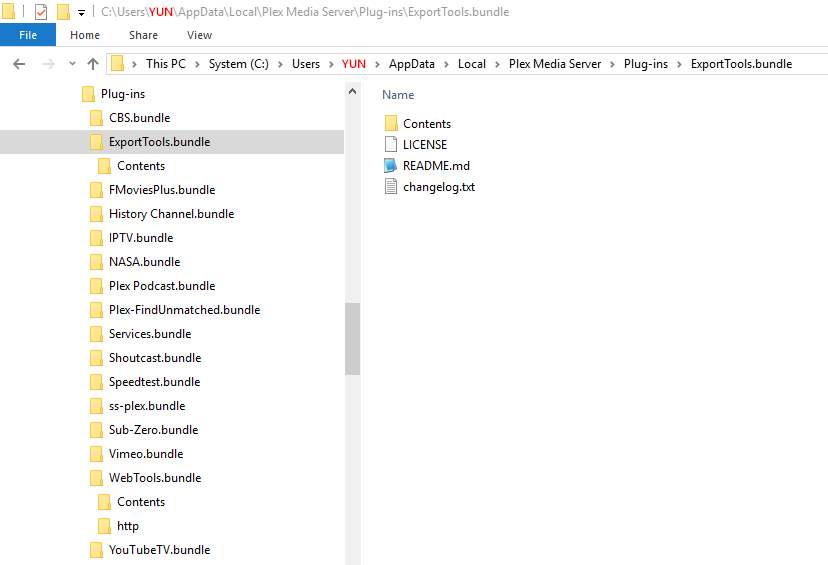 C:\Users\YUN\AppData\Local\Plex Media Server\Plug-ins\ExportTools.bundle
File Home Share View
This PC System (C:) Users YUN AppData Local Plex Media Server Plug-ins ExportTools.bundle
Plug-ins
CBS.bundle
ExportTools.bundle
Contents
FMoviesPlus.bundle
History Channel.bundle
IPTV.bundle
NASA.bundle
Plex Podcast.bundle
Plex-FindUnmatched.bundle
Services.bundle
Shoutcast.bundle
Speedtest.bundle
ss-plex.bundle
Sub-Zero.bundle
Vimeo.bundle
WebTools.bundle
Contents
http
YouTubeTV.bundle
Name
Contents
LICENSE
README.md
changelog.txt